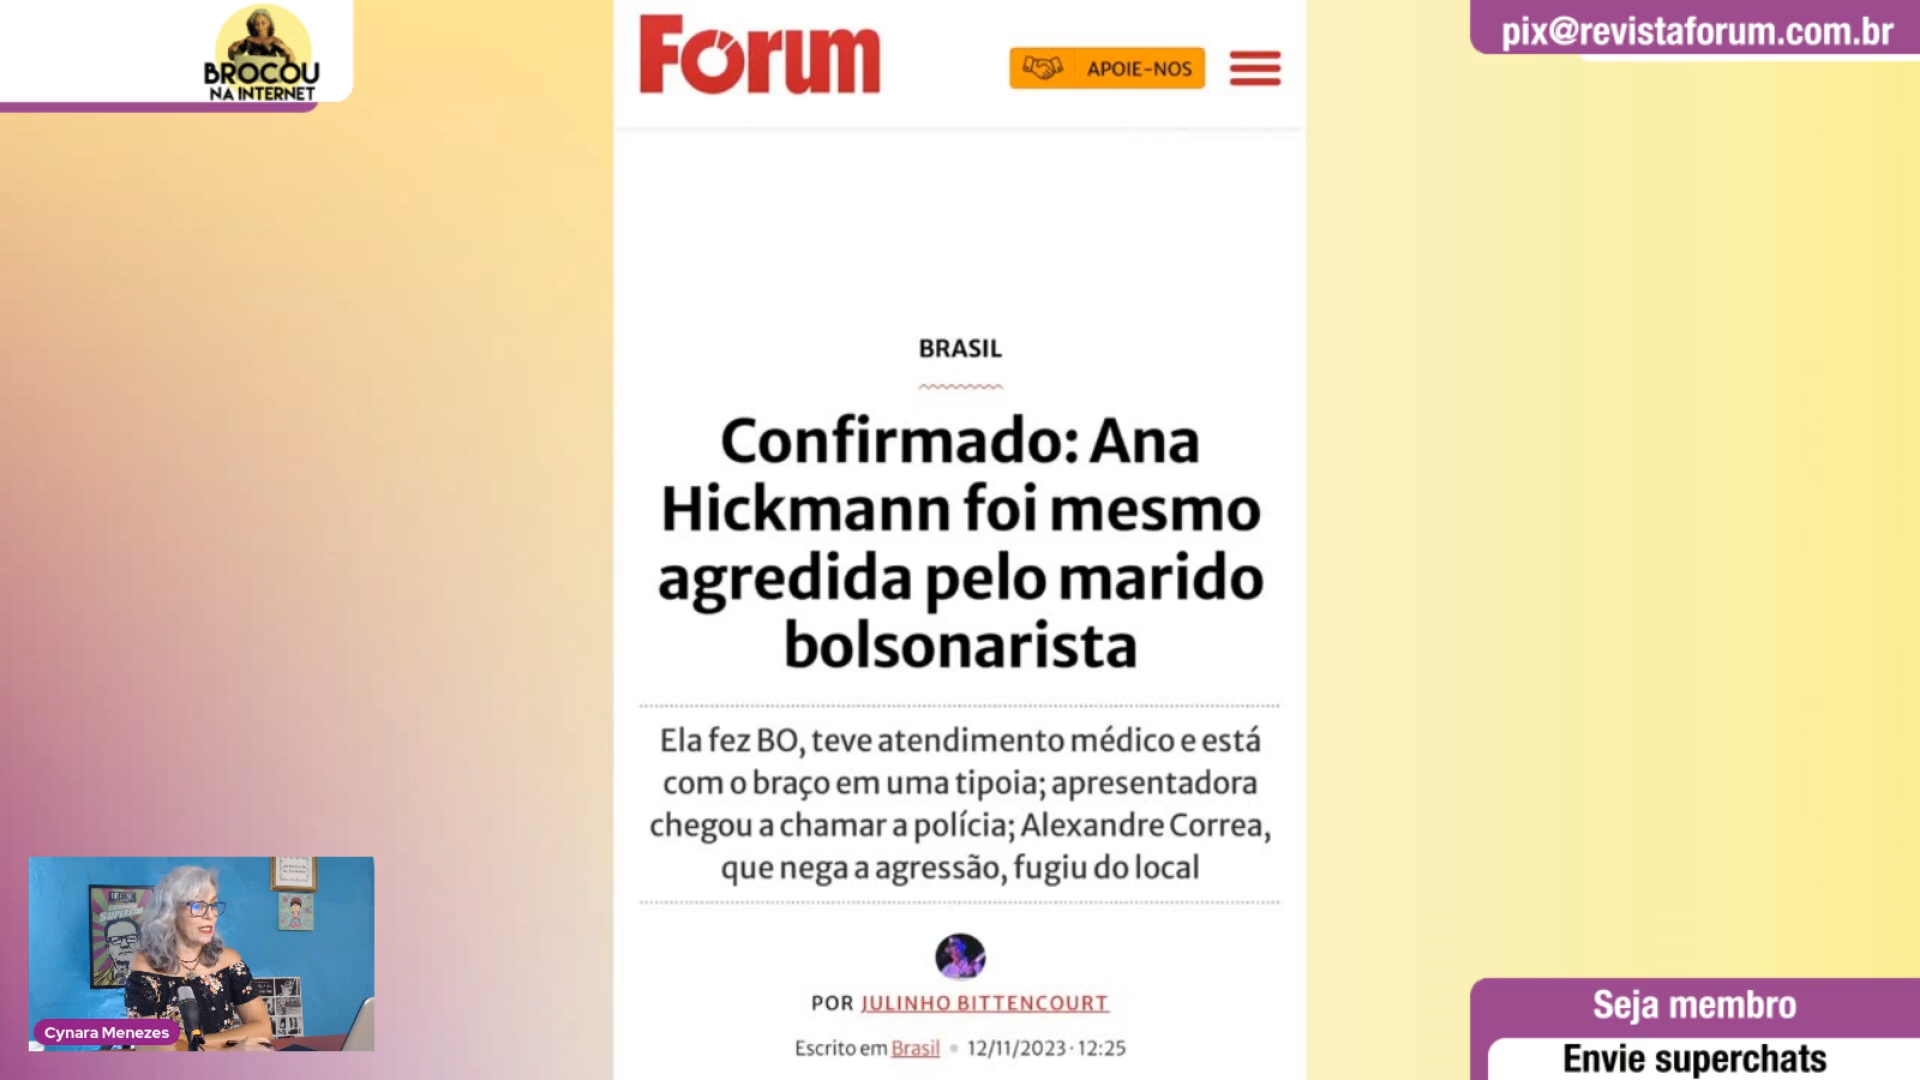 BROCOU
NA INTERNET
Fórum
APOIE-NOS
pix@revistaforum.com.br
BRASIL
Confirmado: Ana
Hickmann foi mesmo
agredida pelo marido
bolsonarista
Ela fez BO, teve atendimento médico e está
com o braço em uma tipoia; apresentadora
chegou a chamar a polícia; Alexandre Correa,
que nega a agressão, fugiu do local
POR JULINHO BITTENCOURT
Escrito em Brasil • 12/11/2023 · 12:25
Cynara Menezes
Seja membro
Envie superchats